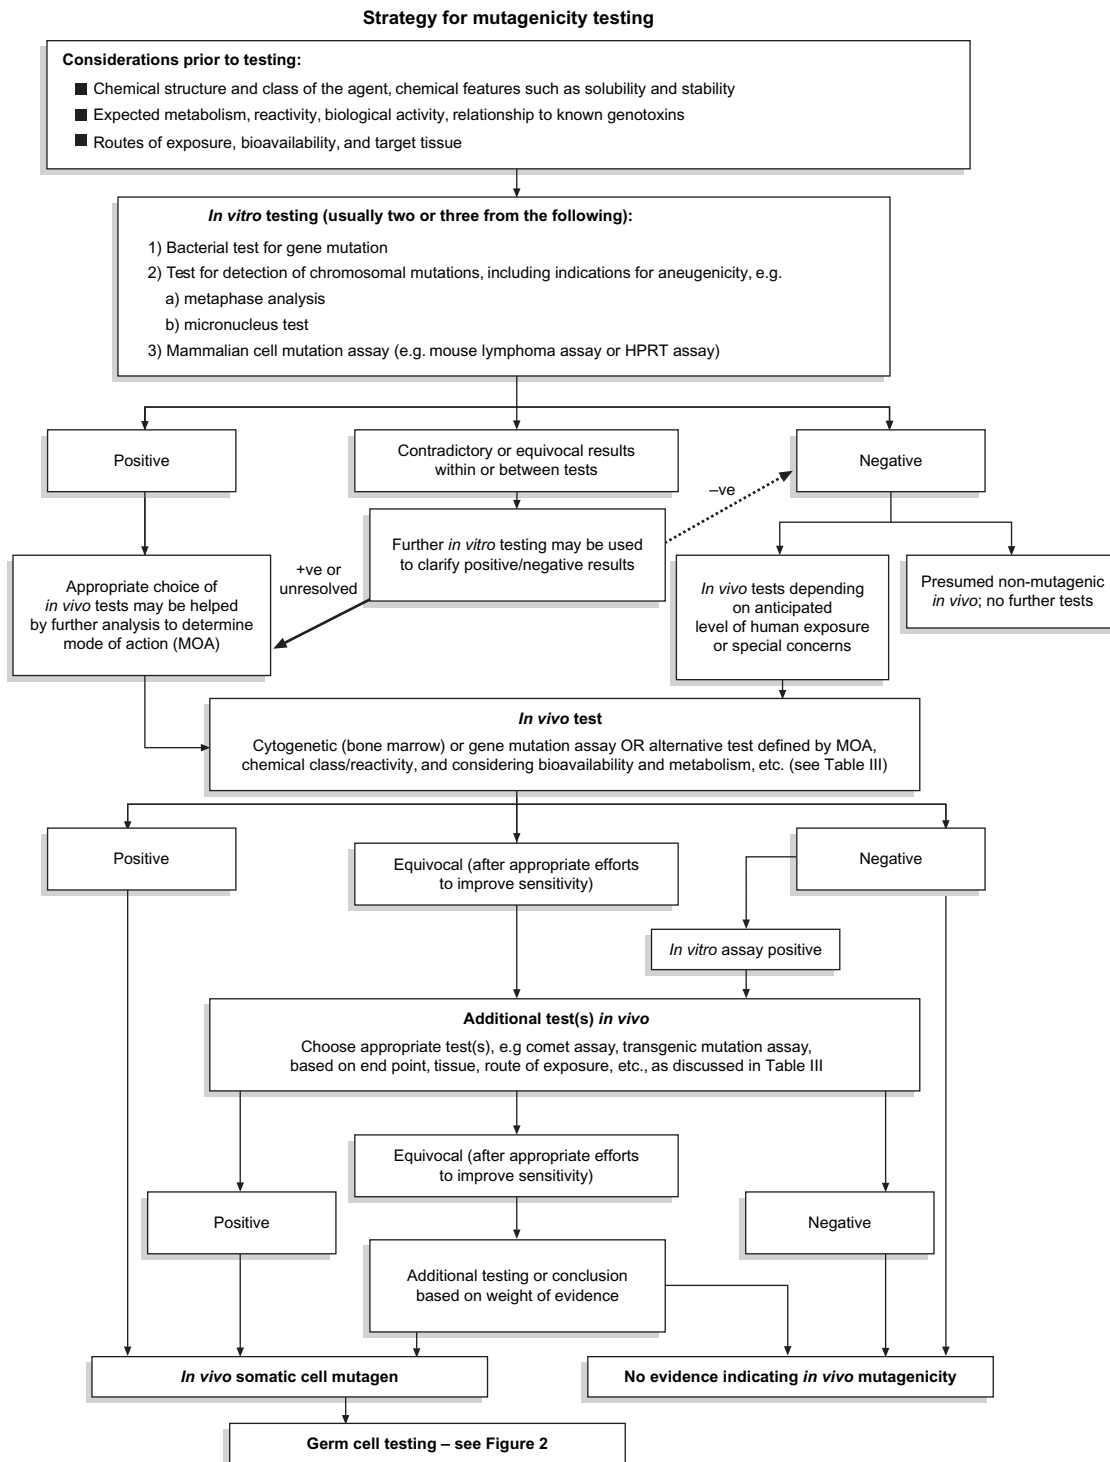 Strategy for mutagenicity testing
Considerations prior to testing:
■ Chemical structure and class of the agent, chemical features such as solubility and stability
■ Expected metabolism, reactivity, biological activity, relationship to known genotoxins
■ Routes of exposure, bioavailability, and target tissue
In vitro testing (usually two or three from the following):
1) Bacterial test for gene mutation
2) Test for detection of chromosomal mutations, including indications for aneugenicity, e.g.
a) metaphase analysis
b) micronucleus test
3) Mammalian cell mutation assay (e.g. mouse lymphoma assay or HPRT assay)
Positive
Contradictory or equivocal results
within or between tests
Negative
–ve
Further in vitro testing may be used
to clarify positive/negative results
+ve or
unresolved
Appropriate choice of
in vivo tests may be helped
by further analysis to determine
mode of action (MOA)
In vivo tests depending
on anticipated
level of human exposure
or special concerns
Presumed non-mutagenic
in vivo; no further tests
In vivo test
Cytogenetic (bone marrow) or gene mutation assay OR alternative test defined by MOA,
chemical class/reactivity, and considering bioavailability and metabolism, etc. (see Table III)
Positive
Equivocal (after appropriate efforts
to improve sensitivity)
Negative
In vitro assay positive
Additional test(s) in vivo
Choose appropriate test(s), e.g comet assay, transgenic mutation assay,
based on end point, tissue, route of exposure, etc., as discussed in Table III
Equivocal (after appropriate efforts
to improve sensitivity)
Positive
Negative
Additional testing or conclusion
based on weight of evidence
In vivo somatic cell mutagen
No evidence indicating in vivo mutagenicity
Germ cell testing – see Figure 2